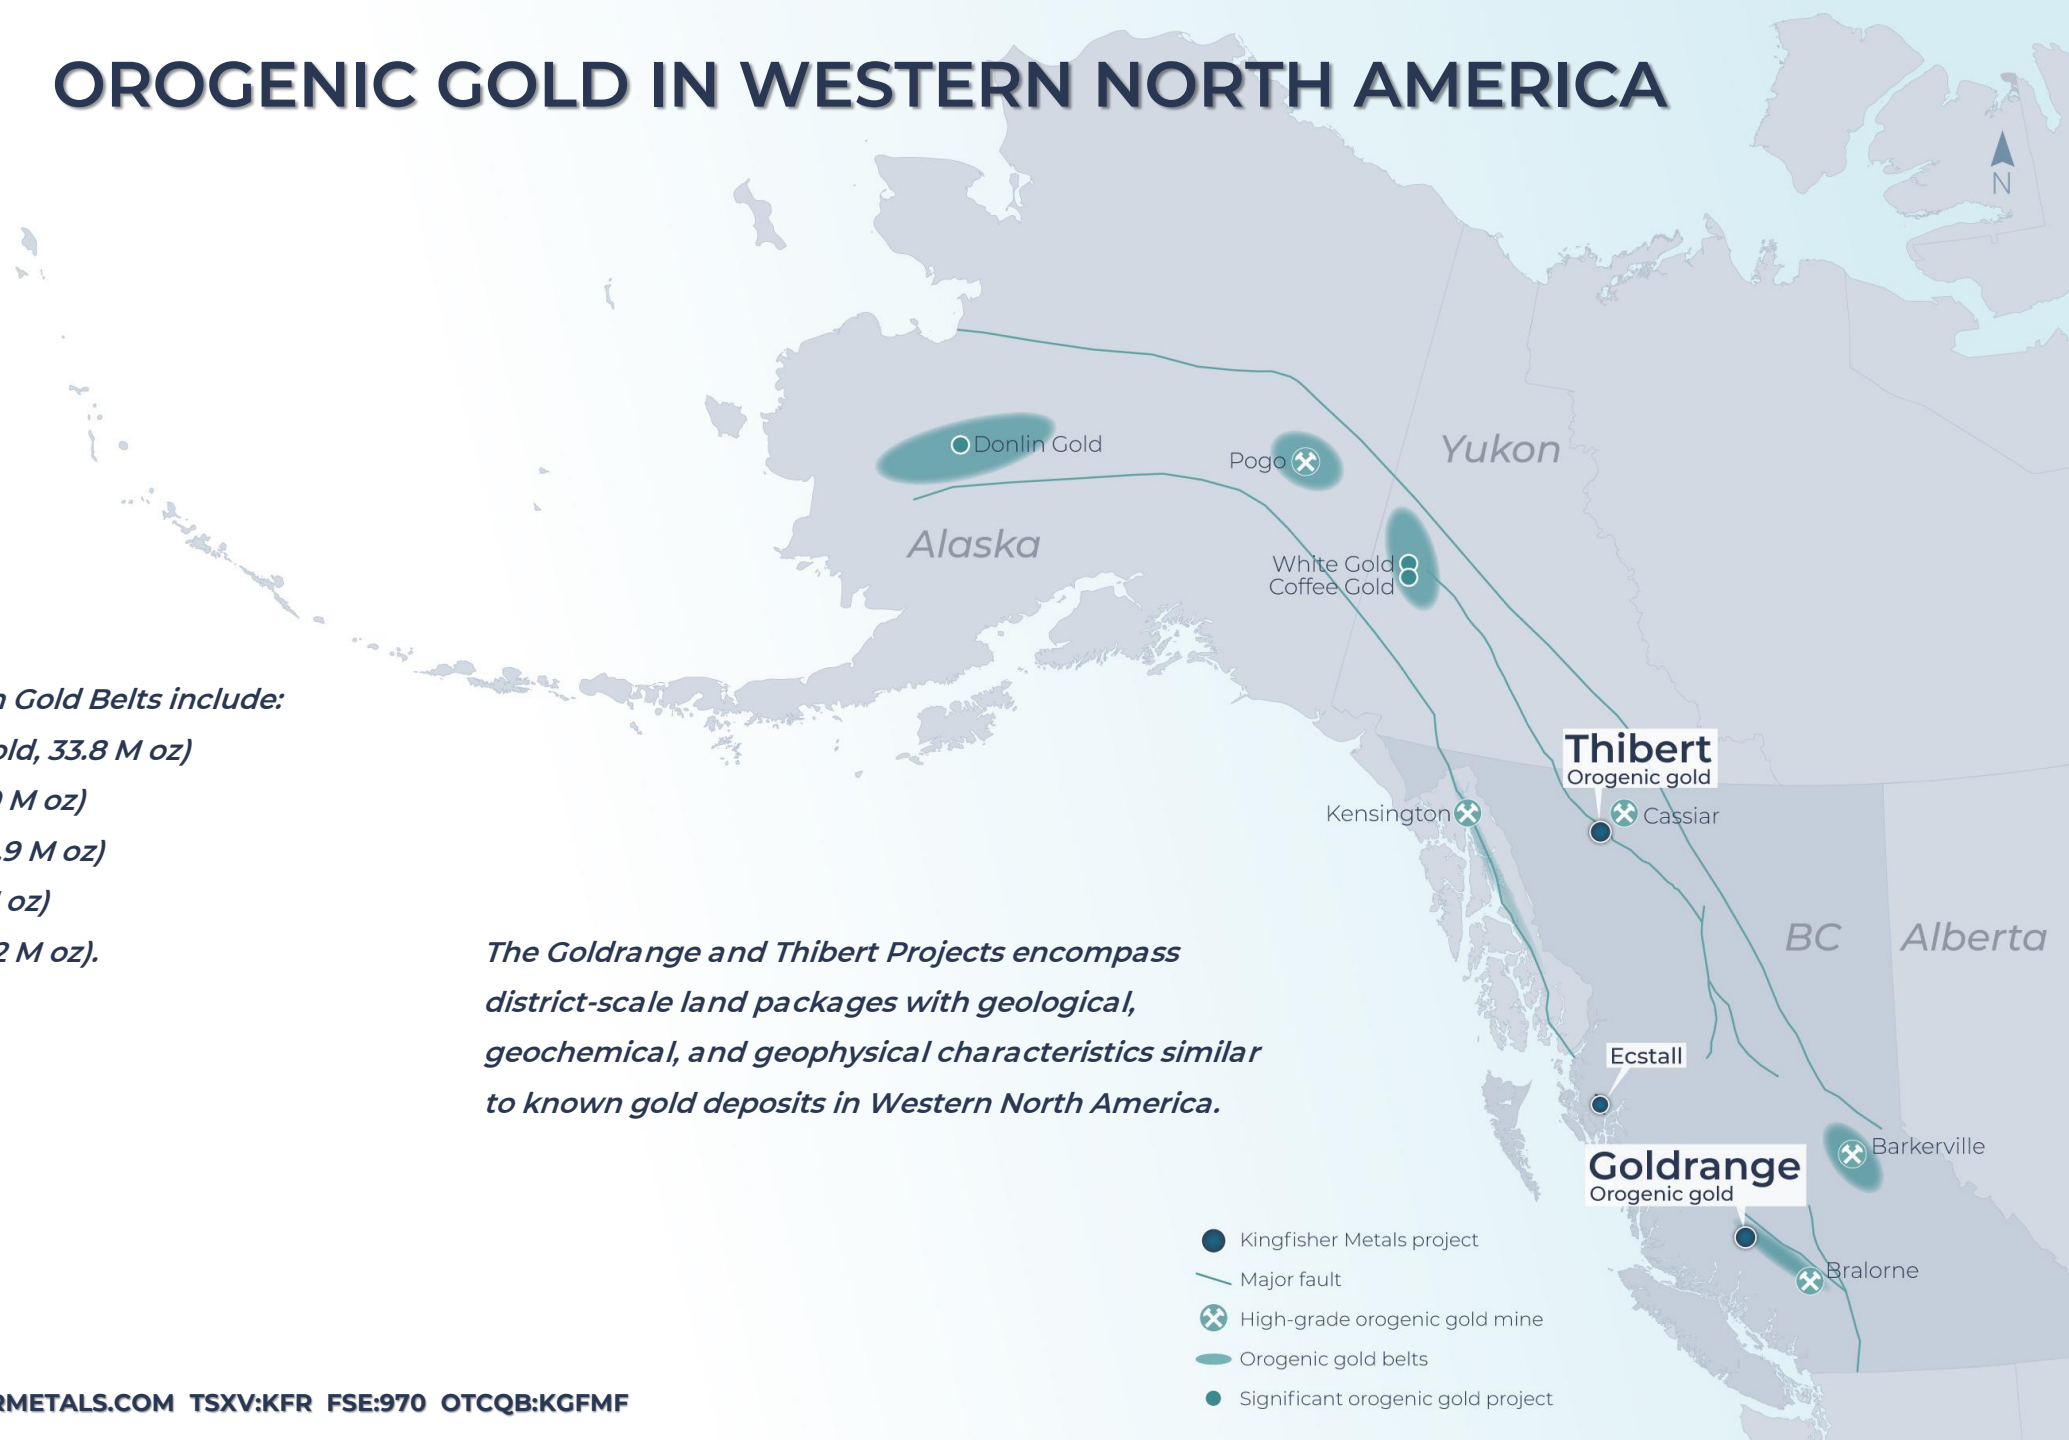 OROGENIC GOLD IN WESTERN NORTH AMERICA
N
Donlin Gold
Pogo
Yukon
Alaska
White Gold
Coffee Gold
Gold Belts include:
33.8 M oz)
M oz)
M oz)
oz)
M oz).
Thibert
Orogenic gold
Kensington
Cassiar
BC
Alberta
The Goldrange and Thibert Projects encompass
district-scale land packages with geological,
geochemical, and geophysical characteristics similar
to known gold deposits in Western North America.
Ecstall
Barkerville
Goldrange
Orogenic gold
Bralorne
Kingfisher Metals project
Major fault
High-grade orogenic gold mine
Orogenic gold belts
Significant orogenic gold project
RMETALS.COM TSXV:KFR FSE:970 OTCQB:KGFMF